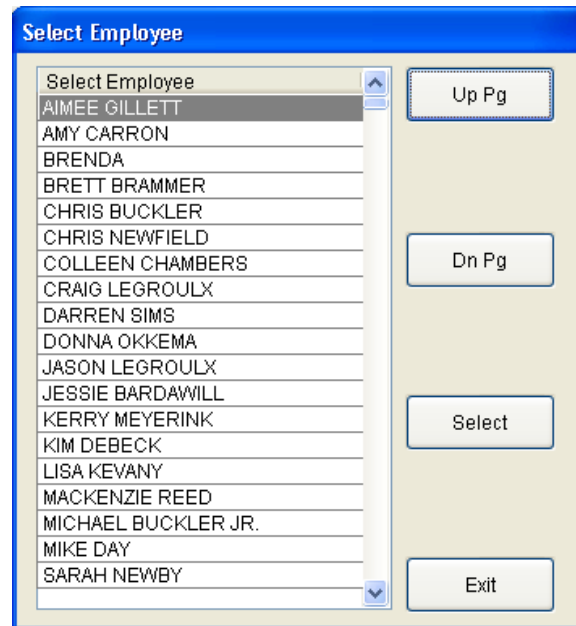 Select Employee
Select Employee
AIMEE GILLETT
AMY CARRON
BRENDA
BRETT BRAMMER
CHRIS BUCKLER
CHRIS NEWFIELD
COLLEEN CHAMBERS
CRAIG LEGROULX
DARREN SIMS
DONNA OKKEMA
JASON LEGROULX
JESSIE BARDAWILL
KERRY MEYERINK
KIM DEBECK
LISA KEVANY
MACKENZIE REED
MICHAEL BUCKLER JR.
MIKE DAY
SARAH NEWBY
Up Pg
Dn Pg
Select
Exit